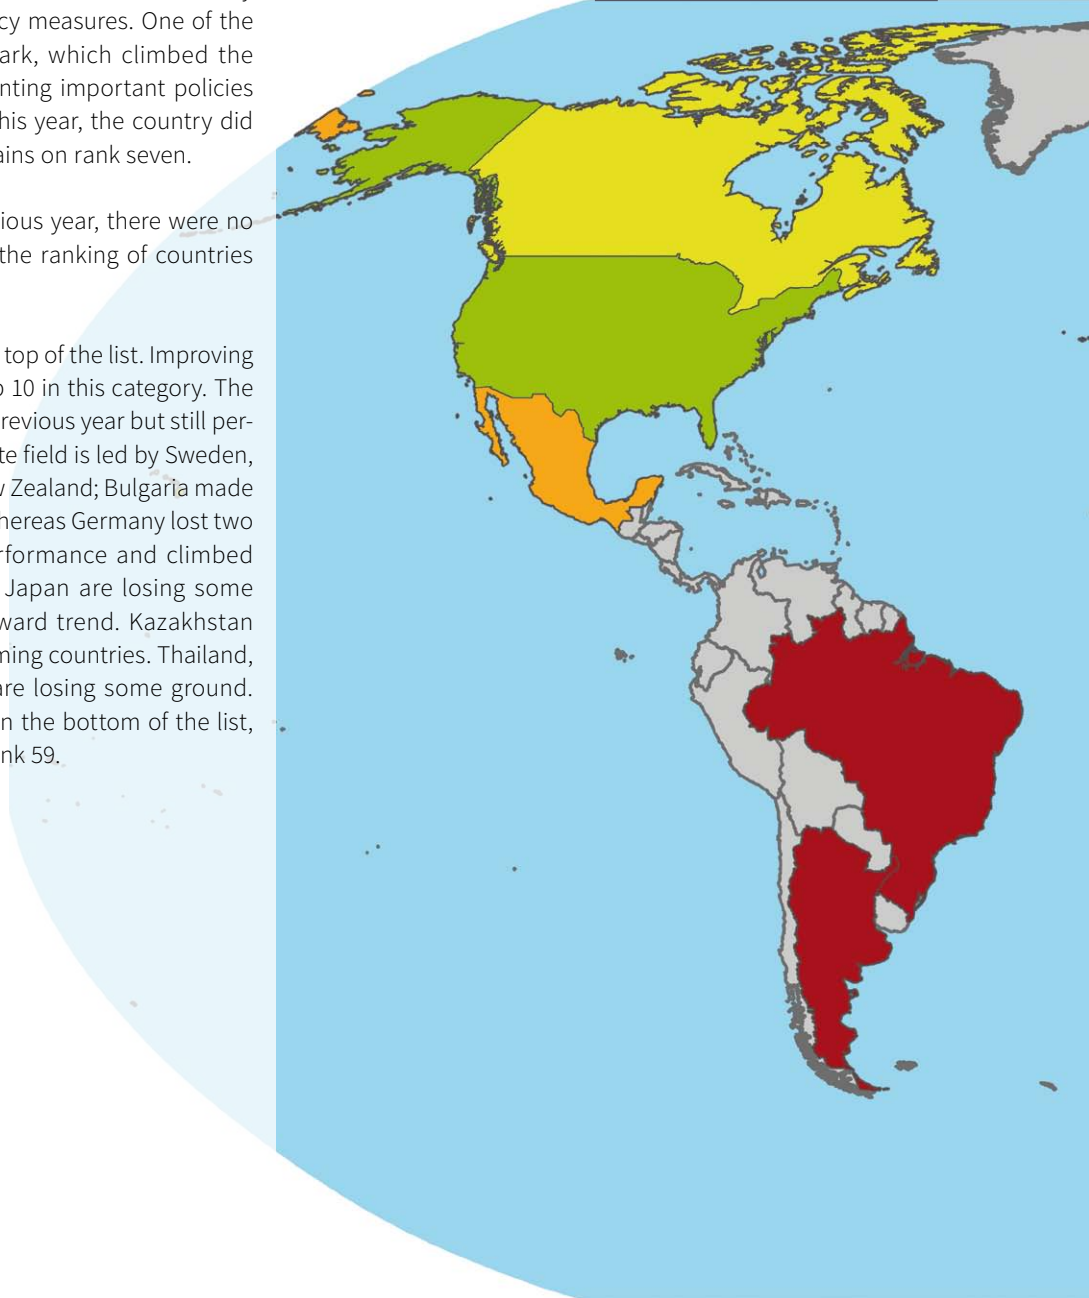 cy measures. One of the
ark, which climbed the
nting important policies
his year, the country did
ains on rank seven.
ious year, there were no
the ranking of countries
top of the list. Improving
o 10 in this category. The
revious year but still per-
te field is led by Sweden,
w Zealand; Bulgaria made
hereas Germany lost two
rformance and climbed
Japan are losing some
ward trend. Kazakhstan
ning countries. Thailand,
are losing some ground.
n the bottom of the list,
nk 59.